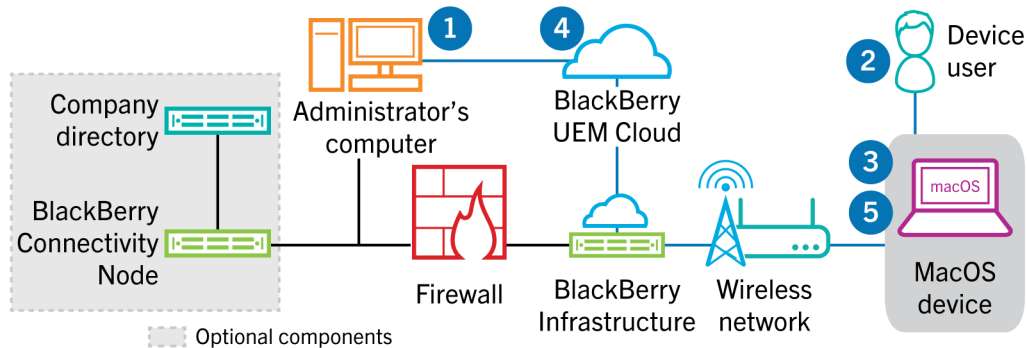 1
4
2
Device
user
Company
directory
Administrator's
computer
BlackBerry
UEM Cloud
3
macOS
5
BlackBerry
Connectivity
Node
Firewall
BlackBerry
Infrastructure
Wireless
network
MacOS
device
Optional components